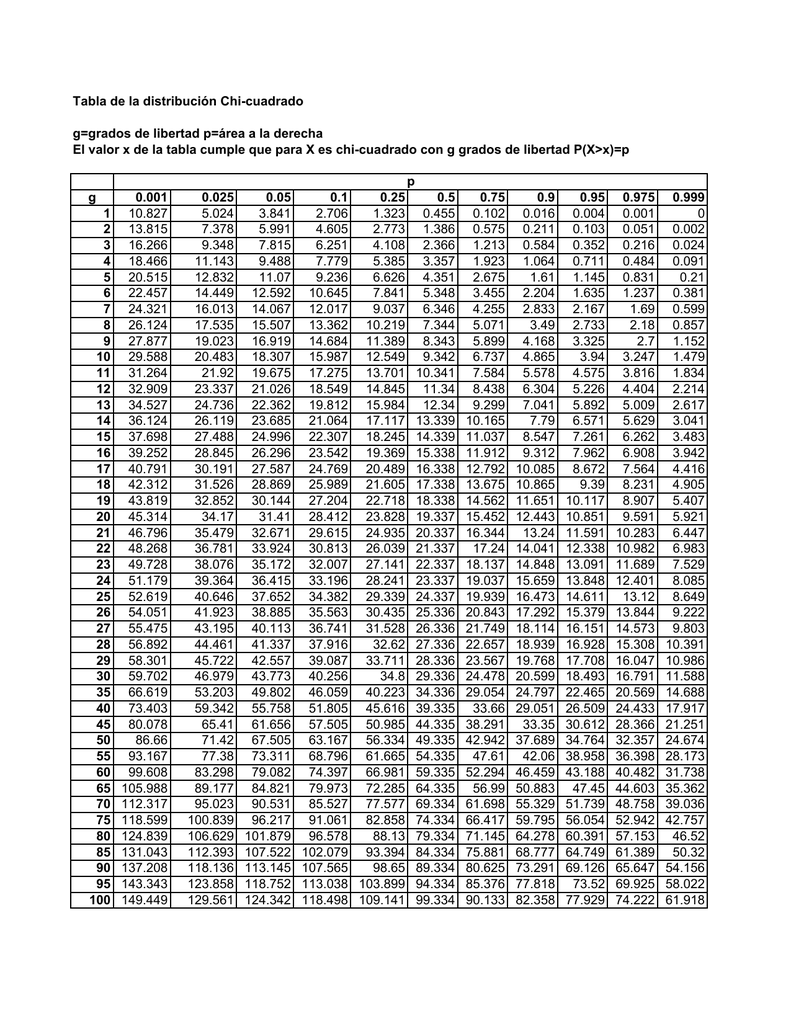 Tabla de la distribución Chi-cuadrado
g=grados de libertad p=área a la derecha
El valor x de la tabla cumple que para X es chi-cuadrado con g grados de libertad P(X>x)=p
p
g 0.001 0.025 0.05 0.1 0.25 0.5 0.75 0.9 0.95 0.975 0.999
1 10.827 5.024 3.841 2.706 1.323 0.455 0.102 0.016 0.004 0.001 0
2 13.815 7.378 5.991 4.605 2.773 1.386 0.575 0.211 0.103 0.051 0.002
3 16.266 9.348 7.815 6.251 4.108 2.366 1.213 0.584 0.352 0.216 0.024
4 18.466 11.143 9.488 7.779 5.385 3.357 1.923 1.064 0.711 0.484 0.091
5 20.515 12.832 11.07 9.236 6.626 4.351 2.675 1.61 1.145 0.831 0.21
6 22.457 14.449 12.592 10.645 7.841 5.348 3.455 2.204 1.635 1.237 0.381
7 24.321 16.013 14.067 12.017 9.037 6.346 4.255 2.833 2.167 1.69 0.599
8 26.124 17.535 15.507 13.362 10.219 7.344 5.071 3.49 2.733 2.18 0.857
9 27.877 19.023 16.919 14.684 11.389 8.343 5.899 4.168 3.325 2.7 1.152
10 29.588 20.483 18.307 15.987 12.549 9.342 6.737 4.865 3.94 3.247 1.479
11 31.264 21.92 19.675 17.275 13.701 10.341 7.584 5.578 4.575 3.816 1.834
12 32.909 23.337 21.026 18.549 14.845 11.34 8.438 6.304 5.226 4.404 2.214
13 34.527 24.736 22.362 19.812 15.984 12.34 9.299 7.041 5.892 5.009 2.617
14 36.124 26.119 23.685 21.064 17.117 13.339 10.165 7.79 6.571 5.629 3.041
15 37.698 27.488 24.996 22.307 18.245 14.339 11.037 8.547 7.261 6.262 3.483
16 39.252 28.845 26.296 23.542 19.369 15.338 11.912 9.312 7.962 6.908 3.942
17 40.791 30.191 27.587 24.769 20.489 16.338 12.792 10.085 8.672 7.564 4.416
18 42.312 31.526 28.869 25.989 21.605 17.338 13.675 10.865 9.39 8.231 4.905
19 43.819 32.852 30.144 27.204 22.718 18.338 14.562 11.651 10.117 8.907 5.407
20 45.314 34.17 31.41 28.412 23.828 19.337 15.452 12.443 10.851 9.591 5.921
21 46.796 35.479 32.671 29.615 24.935 20.337 16.344 13.24 11.591 10.283 6.447
22 48.268 36.781 33.924 30.813 26.039 21.337 17.24 14.041 12.338 10.982 6.983
23 49.728 38.076 35.172 32.007 27.141 22.337 18.137 14.848 13.091 11.689 7.529
24 51.179 39.364 36.415 33.196 28.241 23.337 19.037 15.659 13.848 12.401 8.085
25 52.619 40.646 37.652 34.382 29.339 24.337 19.939 16.473 14.611 13.12 8.649
26 54.051 41.923 38.885 35.563 30.435 25.336 20.843 17.292 15.379 13.844 9.222
27 55.475 43.195 40.113 36.741 31.528 26.336 21.749 18.114 16.151 14.573 9.803
28 56.892 44.461 41.337 37.916 32.62 27.336 22.657 18.939 16.928 15.308 10.391
29 58.301 45.722 42.557 39.087 33.711 28.336 23.567 19.768 17.708 16.047 10.986
30 59.702 46.979 43.773 40.256 34.8 29.336 24.478 20.599 18.493 16.791 11.588
35 66.619 53.203 49.802 46.059 40.223 34.336 29.054 24.797 22.465 20.569 14.688
40 73.403 59.342 55.758 51.805 45.616 39.335 33.66 29.051 26.509 24.433 17.917
45 80.078 65.41 61.656 57.505 50.985 44.335 38.291 33.35 30.612 28.366 21.251
50 86.66 71.42 67.505 63.167 56.334 49.335 42.942 37.689 34.764 32.357 24.674
55 93.167 77.38 73.311 68.796 61.665 54.335 47.61 42.06 38.958 36.398 28.173
60 99.608 83.298 79.082 74.397 66.981 59.335 52.294 46.459 43.188 40.482 31.738
65 105.988 89.177 84.821 79.973 72.285 64.335 56.99 50.883 47.45 44.603 35.362
70 112.317 95.023 90.531 85.527 77.577 69.334 61.698 55.329 51.739 48.758 39.036
75 118.599 100.839 96.217 91.061 82.858 74.334 66.417 59.795 56.054 52.942 42.757
80 124.839 106.629 101.879 96.578 88.13 79.334 71.145 64.278 60.391 57.153 46.52
85 131.043 112.393 107.522 102.079 93.394 84.334 75.881 68.777 64.749 61.389 50.32
90 137.208 118.136 113.145 107.565 98.65 89.334 80.625 73.291 69.126 65.647 54.156
95 143.343 123.858 118.752 113.038 103.899 94.334 85.376 77.818 73.52 69.925 58.022
100 149.449 129.561 124.342 118.498 109.141 99.334 90.133 82.358 77.929 74.222 61.918